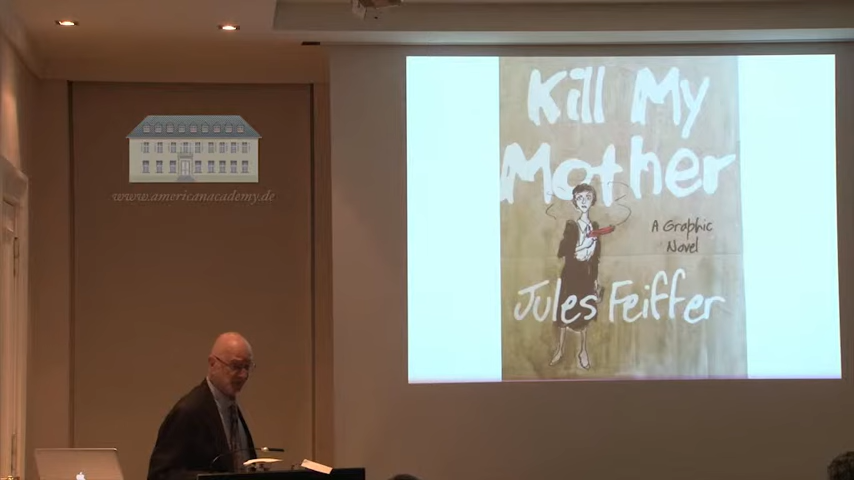 Kill My
Mother
A Graphic
Novel
Jules Feiffer
www.americanacademy.de